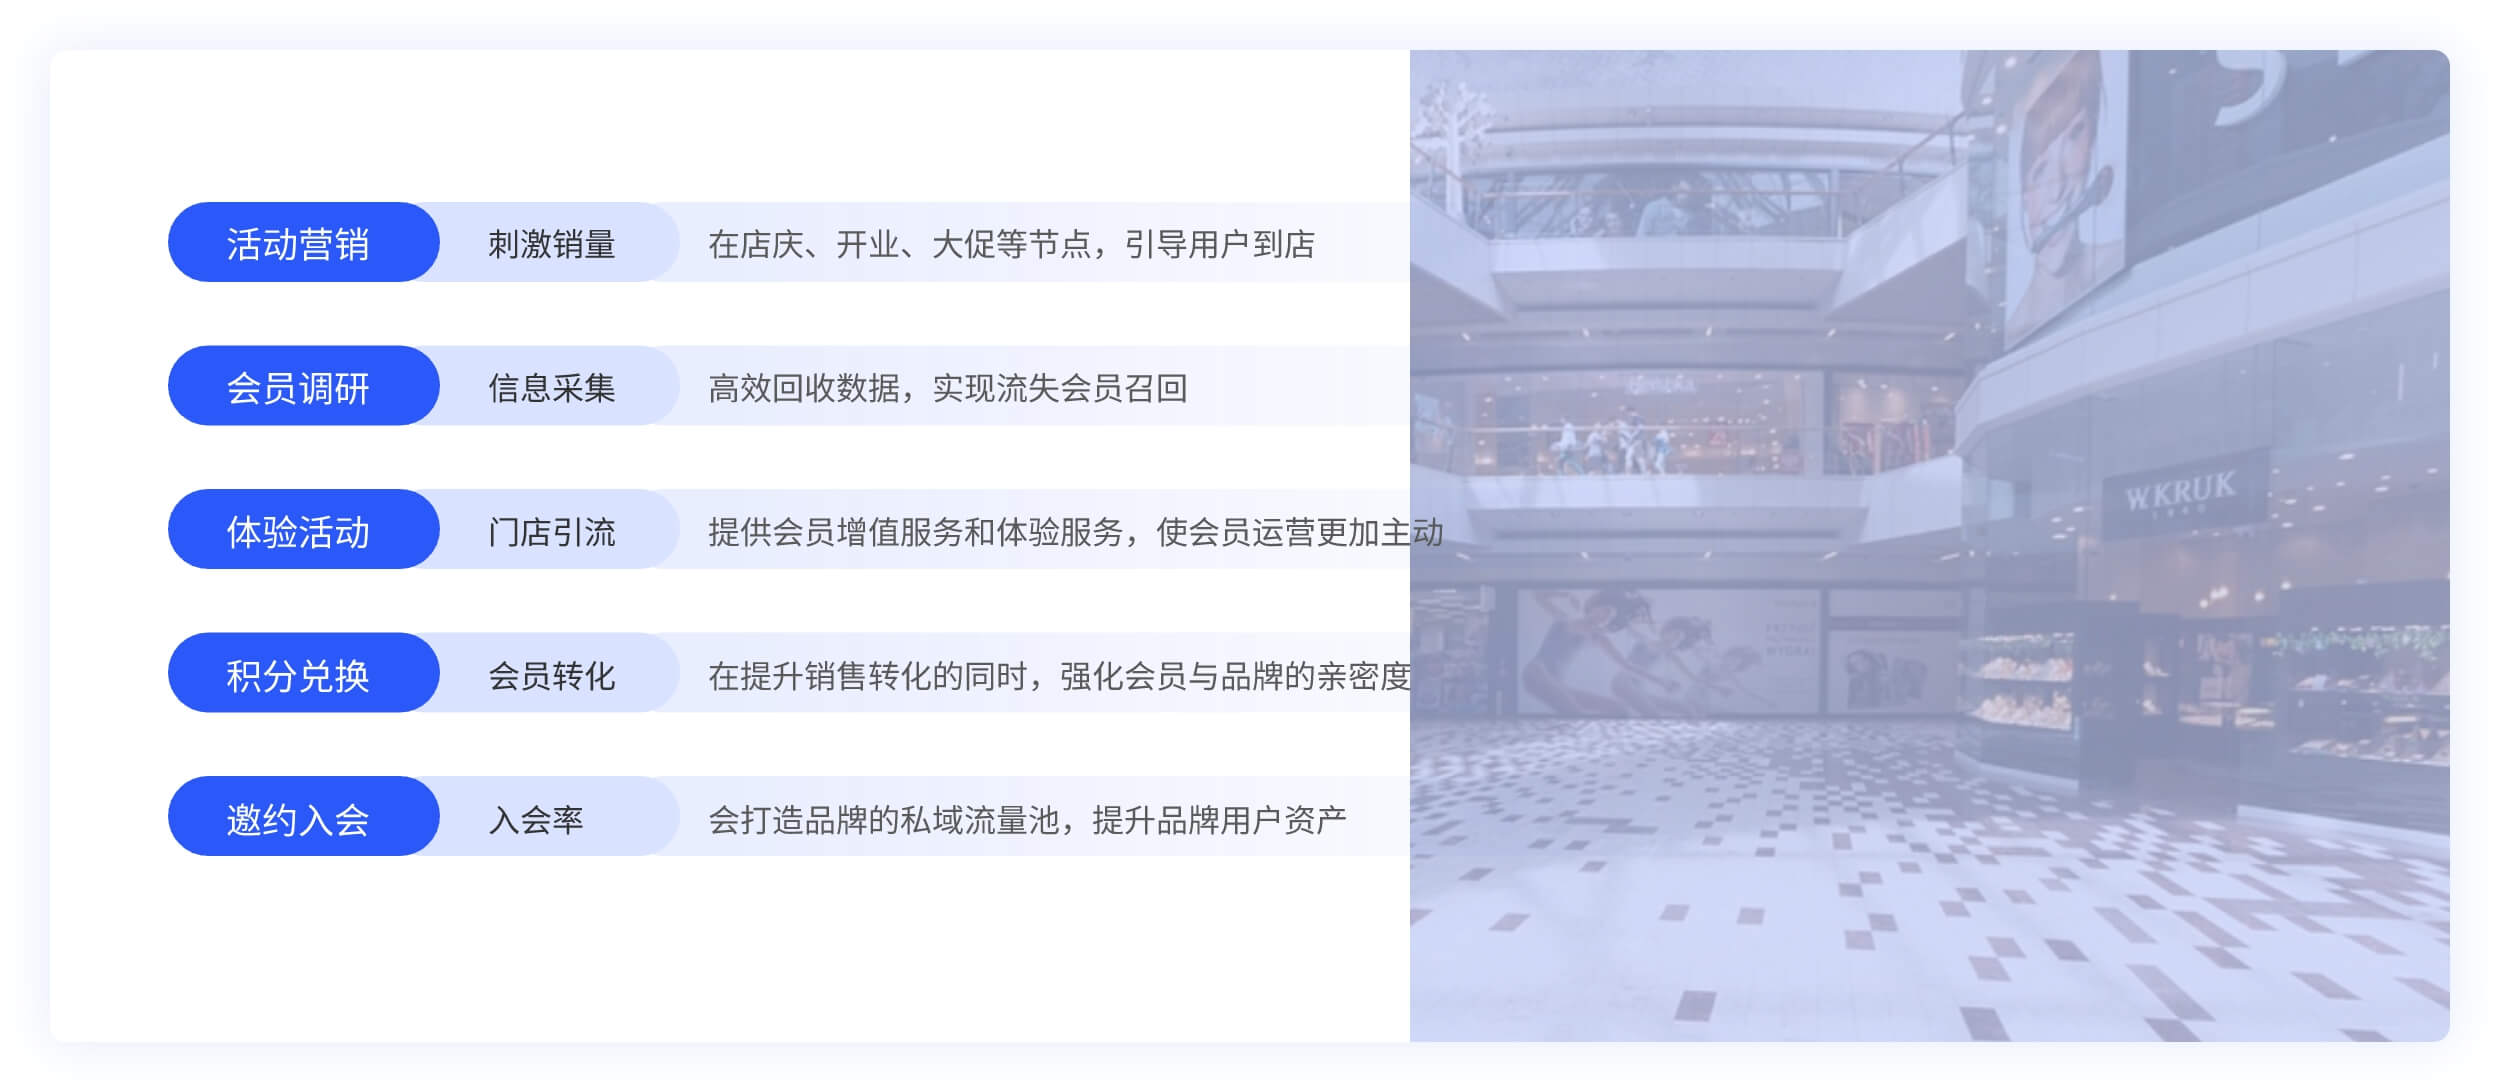 活动营销 刺激销量 在店庆、开业、大促等节点，引导用户到店
会员调研 信息采集 高效回收数据，实现流失会员召回
体验活动 门店引流 提供会员增值服务和体验服务，使会员运营更加主动
积分兑换 会员转化 在提升销售转化的同时，强化会员与品牌的亲密度
邀约入会 入会率 会打造品牌的私域流量池，提升品牌用户资产
W.KRUK
1840